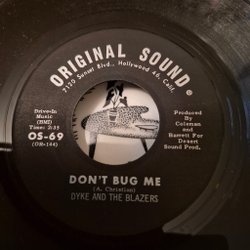 ORIGINAL SOUND
7120 Sunset Blvd., Hollywood 46, Calif.
Drive-In
Music
(BMI)
Time: 2:35
OS-69
(OR-144)
Produced By
Coleman
and
Barrett For
Desert
Sound Prod.
DON'T BUG ME
(A. Christian)
DYKE AND THE BLAZERS